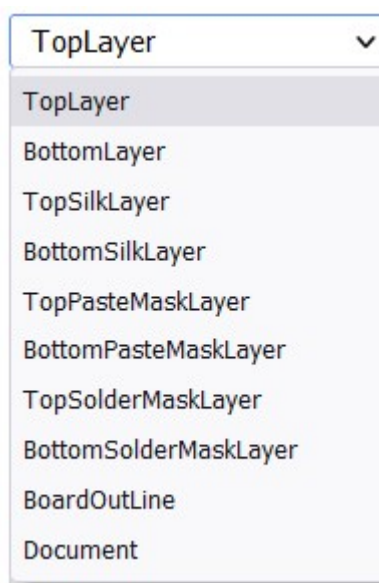 TopLayer
TopLayer
BottomLayer
TopSilkLayer
BottomSilkLayer
TopPasteMaskLayer
BottomPasteMaskLayer
TopSolderMaskLayer
BottomSolderMaskLayer
BoardOutLine
Document